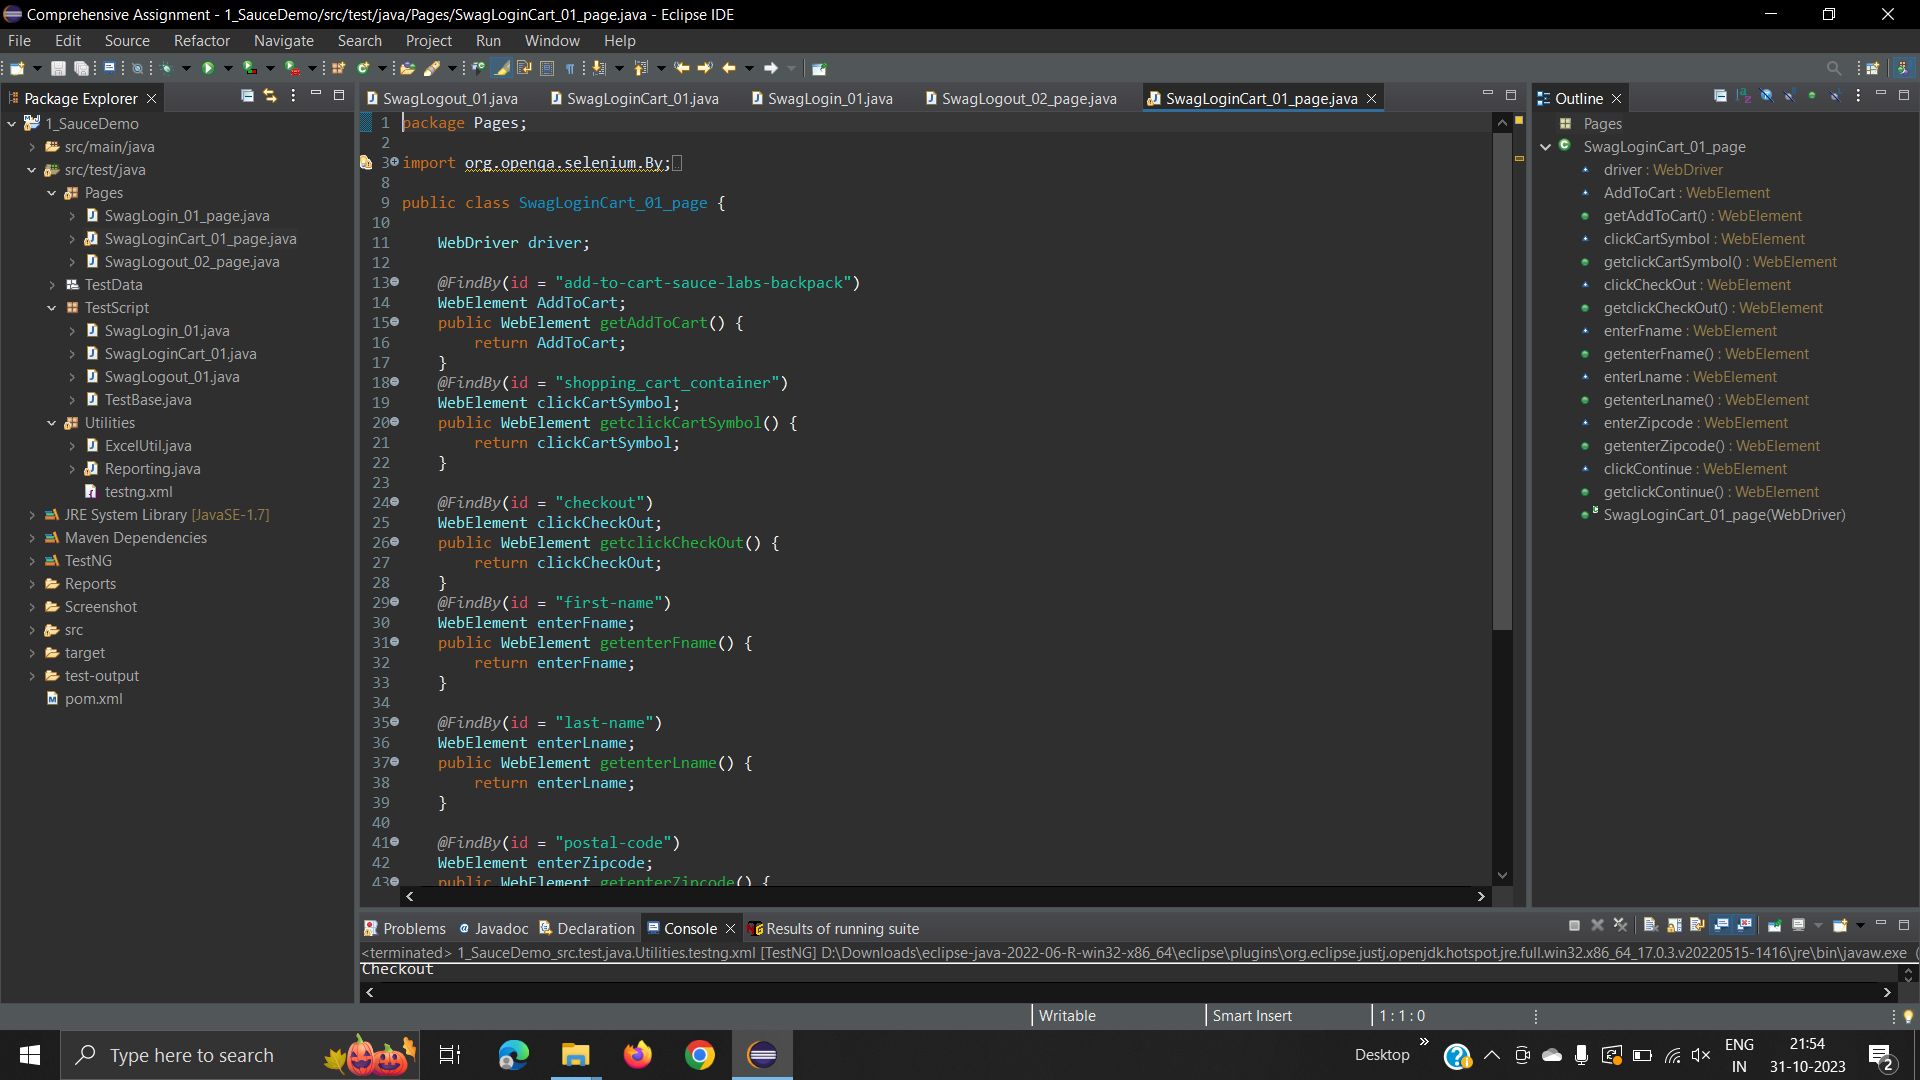 Comprehensive Assignment - 1_SauceDemo/src/test/java/Pages/SwagLoginCart_01_page.java - Eclipse IDE
File Edit Source Refactor Navigate Search Project Run Window Help
Package Explorer
1_SauceDemo
src/main/java
src/test/java
Pages
SwagLogin_01_page.java
SwagLoginCart_01_page.java
SwagLogout_02_page.java
TestData
TestScript
SwagLogin_01.java
SwagLoginCart_01.java
SwagLogout_01.java
TestBase.java
Utilities
ExcelUtil.java
Reporting.java
testng.xml
JRE System Library [JavaSE-1.7]
Maven Dependencies
TestNG
Reports
Screenshot
src
target
test-output
pom.xml
SwagLogout_01.java SwagLoginCart_01.java SwagLogin_01.java SwagLogout_02_page.java SwagLoginCart_01_page.java
1 package Pages;
2
3 import org.openqa.selenium.By;
8
9 public class SwagLoginCart_01_page {
10
11 WebDriver driver;
12
13 @FindBy(id = "add-to-cart-sauce-labs-backpack")
14 WebElement AddToCart;
15 public WebElement getAddToCart() {
16 return AddToCart;
17 }
18 @FindBy(id = "shopping_cart_container")
19 WebElement clickCartSymbol;
20 public WebElement getclickCartSymbol() {
21 return clickCartSymbol;
22 }
23
24 @FindBy(id = "checkout")
25 WebElement clickCheckOut;
26 public WebElement getclickCheckOut() {
27 return clickCheckOut;
28 }
29 @FindBy(id = "first-name")
30 WebElement enterFname;
31 public WebElement getenterFname() {
32 return enterFname;
33 }
34
35 @FindBy(id = "last-name")
36 WebElement enterLname;
37 public WebElement getenterLname() {
38 return enterLname;
39 }
40
41 @FindBy(id = "postal-code")
42 WebElement enterZipcode;
43 public WebElement getenterZipcode() {
Outline
Pages
SwagLoginCart_01_page
driver : WebDriver
AddToCart : WebElement
getAddToCart() : WebElement
clickCartSymbol : WebElement
getclickCartSymbol() : WebElement
clickCheckOut : WebElement
getclickCheckOut() : WebElement
enterFname : WebElement
getenterFname() : WebElement
enterLname : WebElement
getenterLname() : WebElement
enterZipcode : WebElement
getenterZipcode() : WebElement
clickContinue : WebElement
getclickContinue() : WebElement
SwagLoginCart_01_page(WebDriver)
Problems Javadoc Declaration Console Results of running suite
<terminated> 1_SauceDemo_src.test.java.Utilities.testng.xml [TestNG] D:\Downloads\eclipse-java-2022-06-R-win32-x86_64\eclipse\plugins\org.eclipse.justj.openjdk.hotspot.jre.full.win32.x86_64_17.0.3.v20220515-1416\jre\bin\javaw.exe (
Checkout
Writable Smart Insert 1 : 1 : 0
Type here to search
Desktop
ENG
IN
21:54
31-10-2023
2